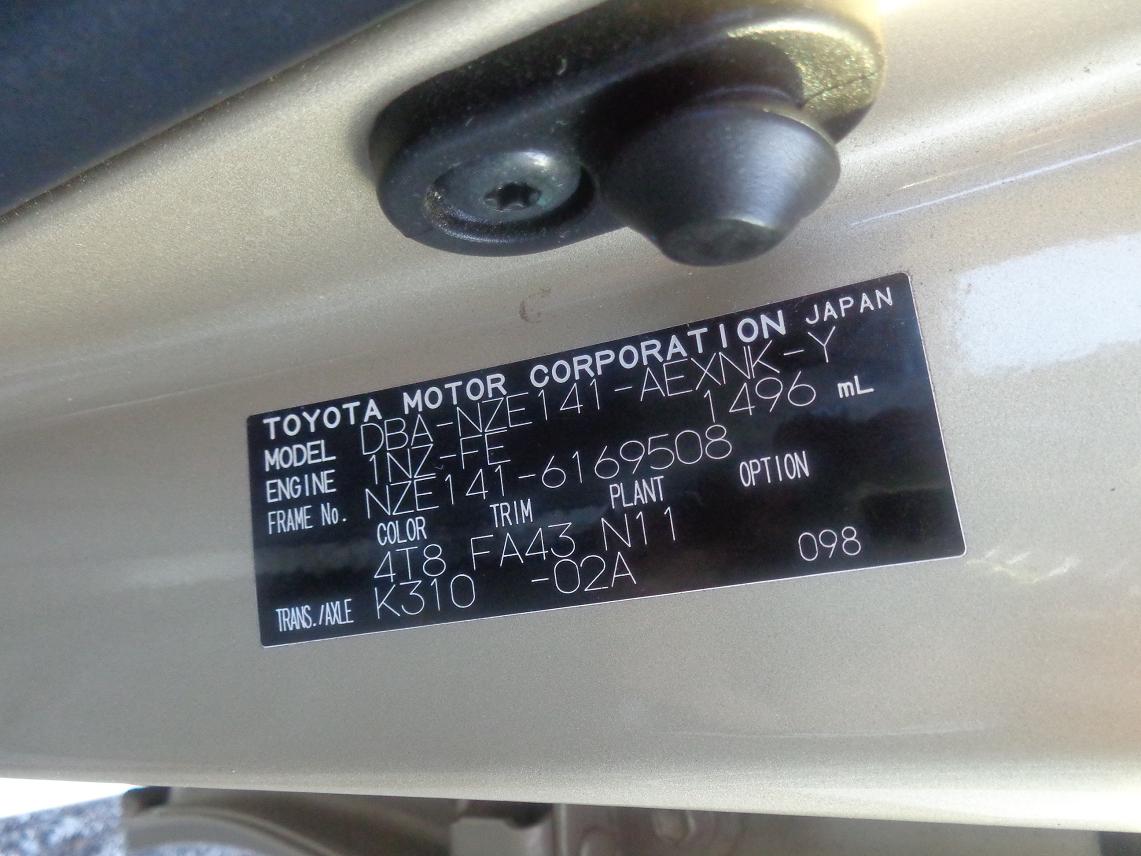 TOYOTA MOTOR CORPORATION JAPAN
MODEL DBA-NZE141-AEXNK-Y
ENGINE 1NZ-FE 1496 mL
FRAME No. NZE141-6169508
COLOR TRIM PLANT OPTION
4T8 FA43 N11
TRANS./AXLE K310 -02A 098